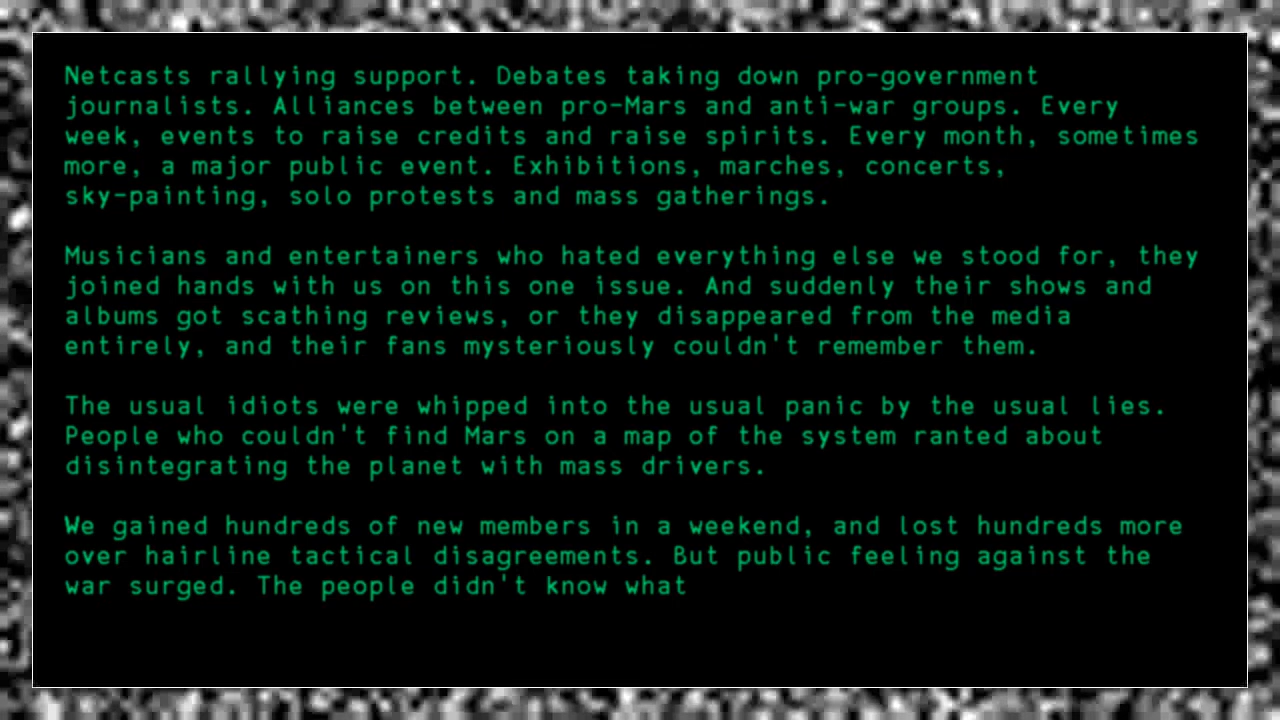 Netcasts rallying support. Debates taking down pro-government
journalists. Alliances between pro-Mars and anti-war groups. Every
week, events to raise credits and raise spirits. Every month, sometimes
more, a major public event. Exhibitions, marches, concerts,
sky-painting, solo protests and mass gatherings.

Musicians and entertainers who hated everything else we stood for, they
joined hands with us on this one issue. And suddenly their shows and
albums got scathing reviews, or they disappeared from the media
entirely, and their fans mysteriously couldn't remember them.

The usual idiots were whipped into the usual panic by the usual lies.
People who couldn't find Mars on a map of the system ranted about
disintegrating the planet with mass drivers.

We gained hundreds of new members in a weekend, and lost hundreds more
over hairline tactical disagreements. But public feeling against the
war surged. The people didn't know what